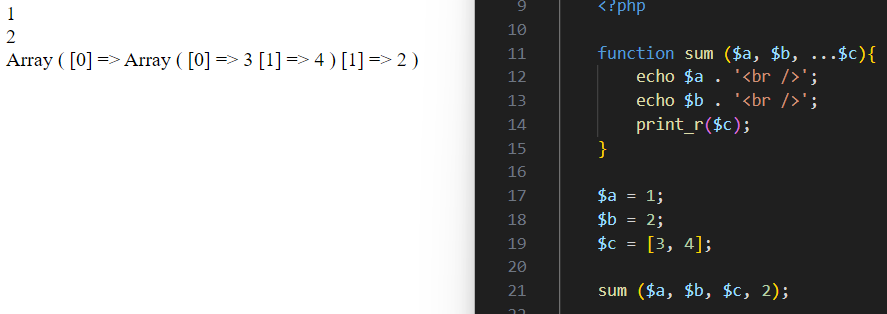 1
2
Array ( [0] => Array ( [0] => 3 [1] => 4 ) [1] => 2 )
9 <?php
10
11 function sum ($a, $b, ...$c){
12 echo $a . '<br />';
13 echo $b . '<br />';
14 print_r($c);
15 }
16
17 $a = 1;
18 $b = 2;
19 $c = [3, 4];
20
21 sum ($a, $b, $c, 2);